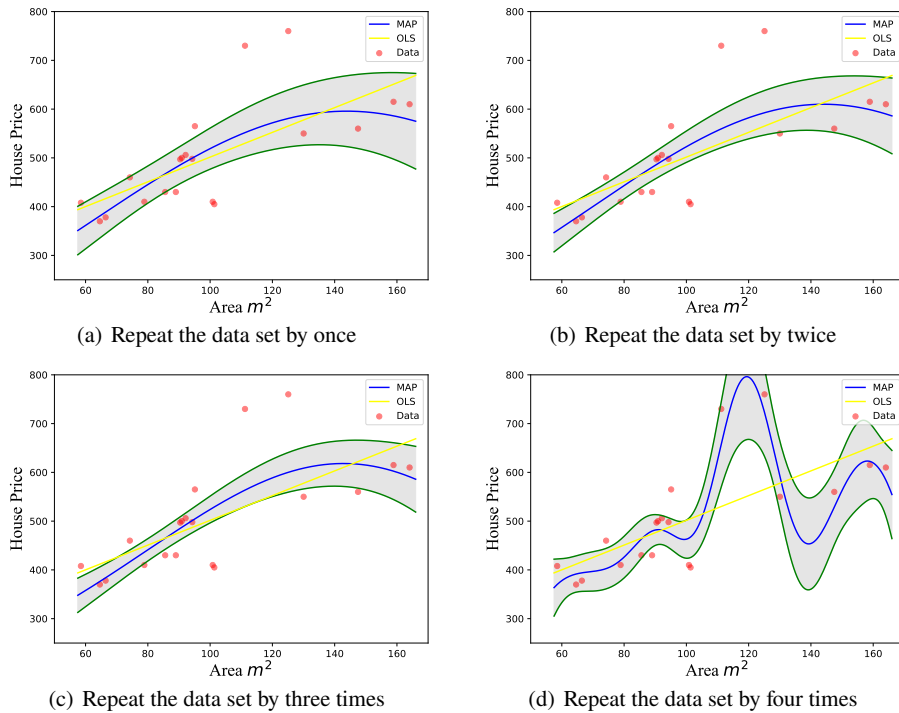 800
700
600
500
400
300
House Price
60 80 100 120 140 160
Area m²
MAP
OLS
Data
(a) Repeat the data set by once
800
700
600
500
400
300
House Price
60 80 100 120 140 160
Area m²
MAP
OLS
Data
(b) Repeat the data set by twice
800
700
600
500
400
300
House Price
60 80 100 120 140 160
Area m²
MAP
OLS
Data
(c) Repeat the data set by three times
800
700
600
500
400
300
House Price
60 80 100 120 140 160
Area m²
MAP
OLS
Data
(d) Repeat the data set by four times